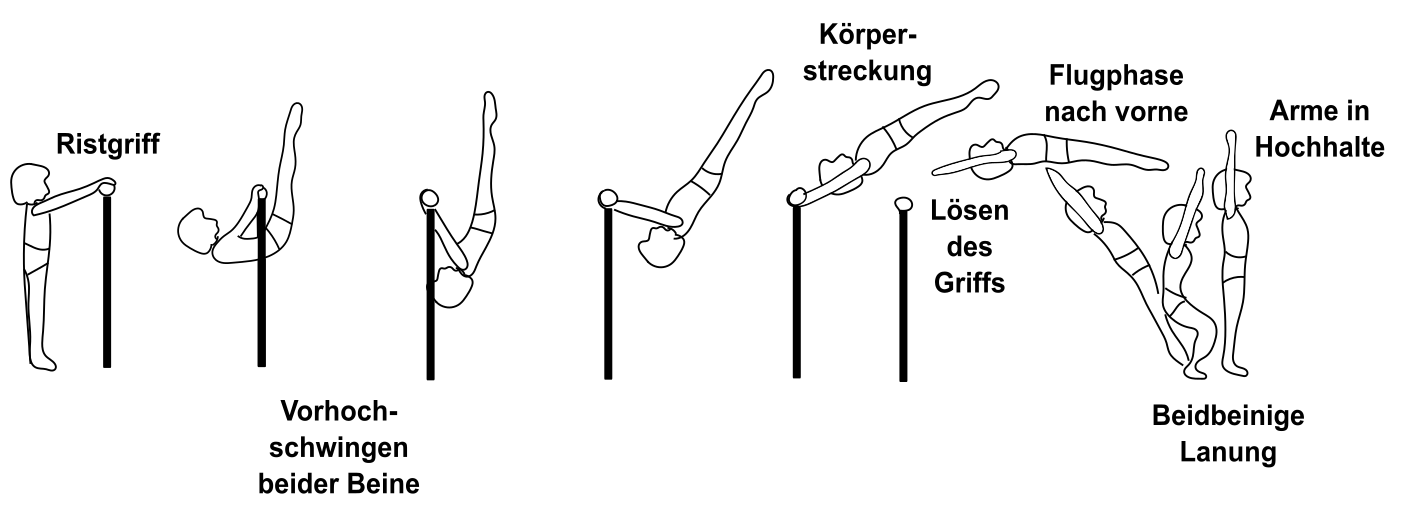 Ristgriff
Vorhoch-
schwingen
beider Beine
Körper-
streckung
Lösen
des
Griffs
Flugphase
nach vorne
Beidbeinige
Lanung
Arme in
Hochhalte